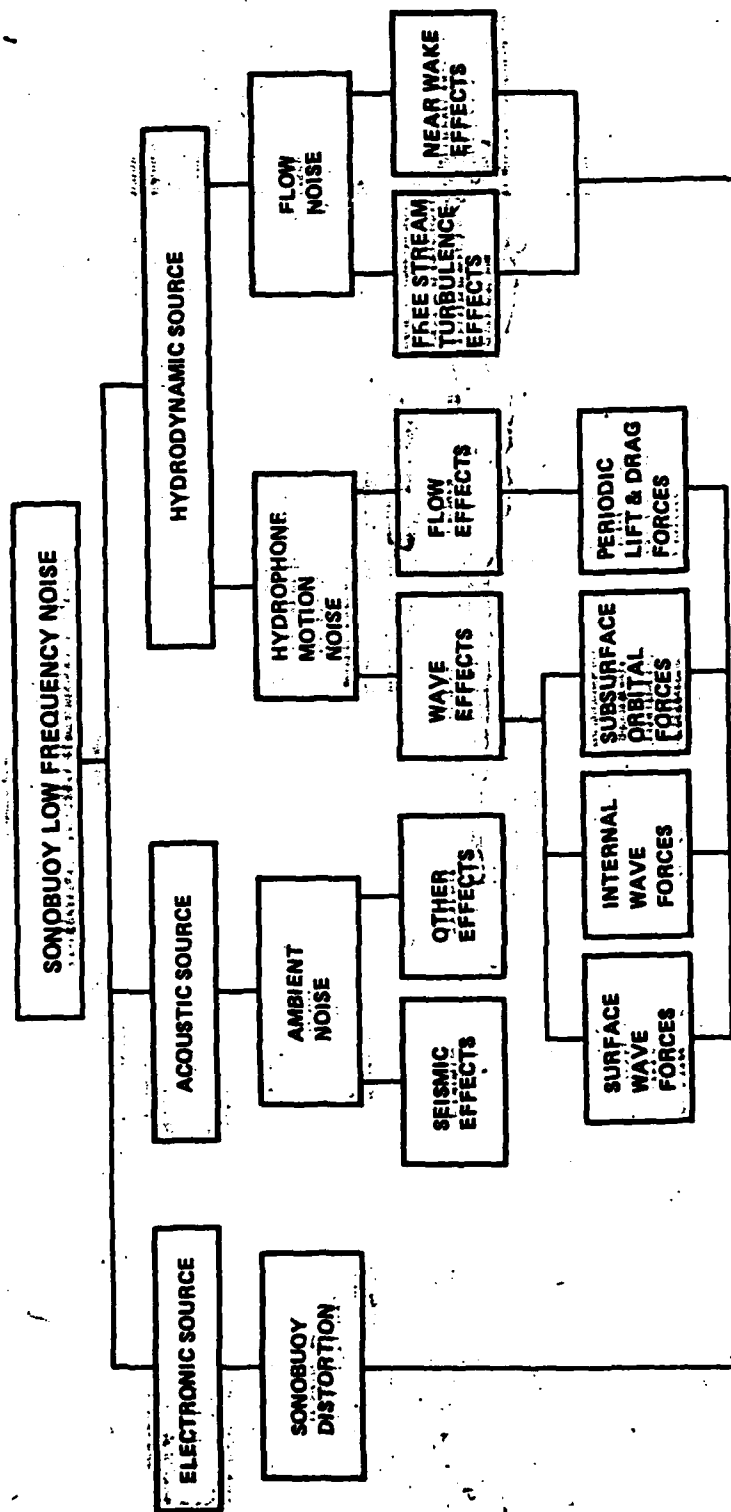 SONOBUOY LOW FREQUENCY NOISE
ELECTRONIC SOURCE
ACOUSTIC SOURCE
HYDRODYNAMIC SOURCE
SONOBUOY
DISTORTION
AMBIENT
NOISE
HYDROPHONE
MOTION
NOISE
FLOW
NOISE
SEISMIC
EFFECTS
OTHER
EFFECTS
WAVE
EFFECTS
FLOW
EFFECTS
FREE STREAM
TURBULENCE
EFFECTS
NEAR WAKE
EFFECTS
SURFACE
WAVE
FORCES
INTERNAL
WAVE
FORCES
SUBSURFACE
ORBITAL
FORCES
PERIODIC
LIFT & DRAG
FORCES